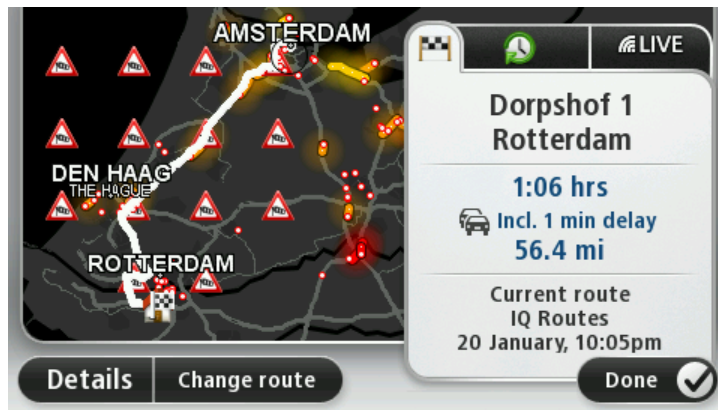 AMSTERDAM
DEN HAAG
THE HAGUE
ROTTERDAM
LIVE
Dorpshof 1
Rotterdam
1:06 hrs
Incl. 1 min delay
56.4 mi
Current route
IQ Routes
20 January, 10:05pm
Details
Change route
Done